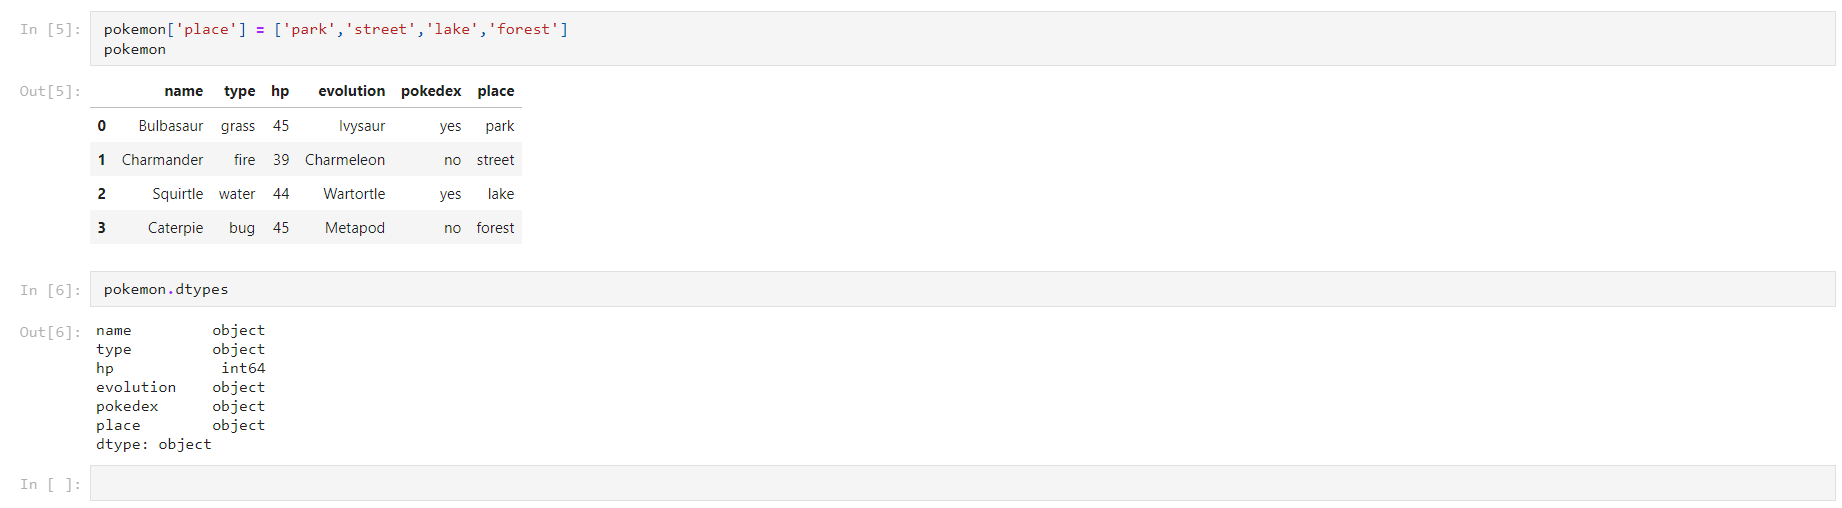 In [5]: pokemon['place'] = ['park','street','lake','forest']
pokemon
Out[5]: name type hp evolution pokedex place
0 Bulbasaur grass 45 Ivysaur yes park
1 Charmander fire 39 Charmeleon no street
2 Squirtle water 44 Wartortle yes lake
3 Caterpie bug 45 Metapod no forest
In [6]: pokemon.dtypes
Out[6]: name object
type object
hp int64
evolution object
pokedex object
place object
dtype: object
In [ ]: